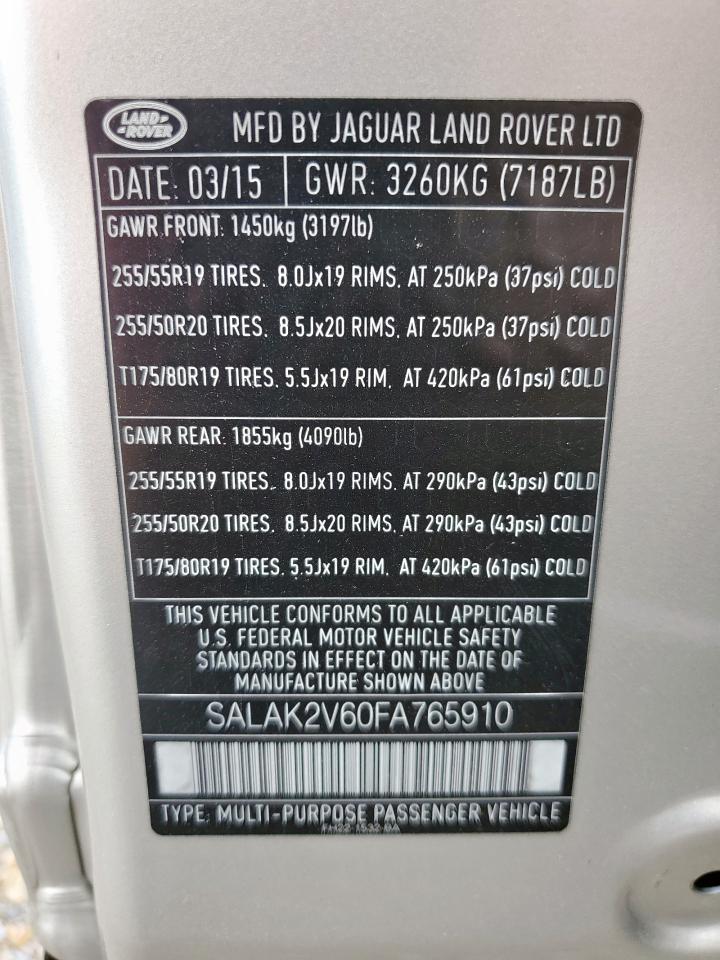 LAND ROVER
MFD BY JAGUAR LAND ROVER LTD
DATE: 03/15 GWR: 3260KG (7187LB)
GAWR FRONT: 1450kg (3197lb)
255/55R19 TIRES, 8.0Jx19 RIMS, AT 250kPa (37psi) COLD
255/50R20 TIRES, 8.5Jx20 RIMS, AT 250kPa (37psi) COLD
T175/80R19 TIRES, 5.5Jx19 RIM, AT 420kPa (61psi) COLD
GAWR REAR: 1855kg (4090lb)
255/55R19 TIRES, 8.0Jx19 RIMS, AT 290kPa (43psi) COLD
255/50R20 TIRES, 8.5Jx20 RIMS, AT 290kPa (43psi) COLD
T175/80R19 TIRES, 5.5Jx19 RIM, AT 420kPa (61psi) COLD
THIS VEHICLE CONFORMS TO ALL APPLICABLE
U.S. FEDERAL MOTOR VEHICLE SAFETY
STANDARDS IN EFFECT ON THE DATE OF
MANUFACTURE SHOWN ABOVE
SALAK2V60FA765910
TYPE: MULTI-PURPOSE PASSENGER VEHICLE